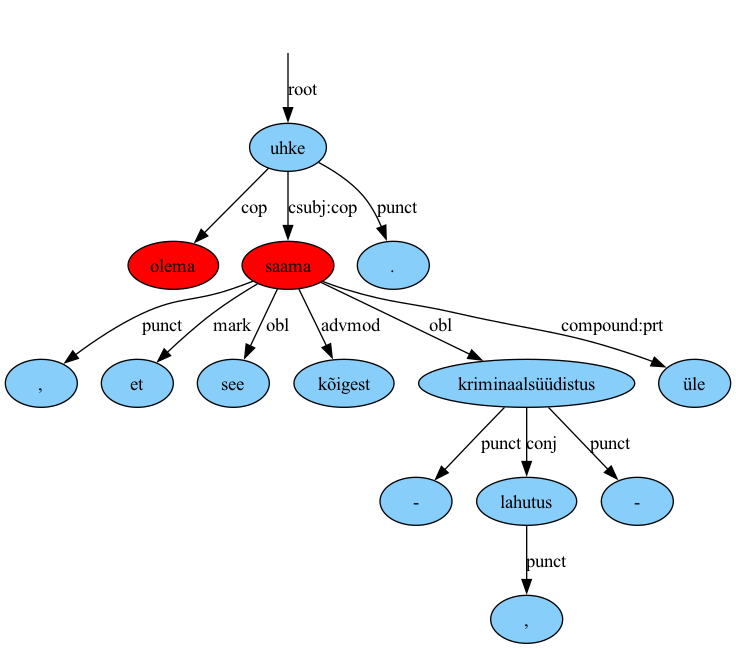 root
uhke
cop csubj:cop punct
olema saama .
punct mark obl advmod obl compound:prt
, et see kõigest kriminaalsüüdistus üle
punct conj punct
- lahutus -
punct
,